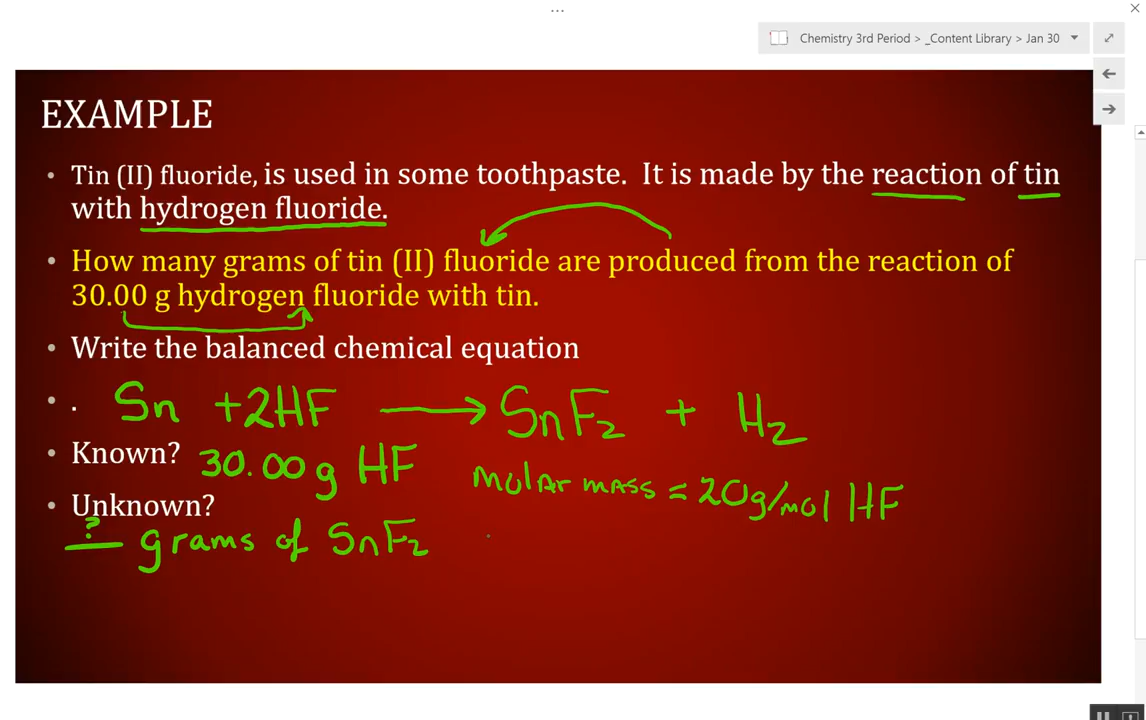 ...
Chemistry 3rd Period > _Content Library > Jan 30
EXAMPLE
• Tin (II) fluoride, is used in some toothpaste. It is made by the reaction of tin
with hydrogen fluoride.
• How many grams of tin (II) fluoride are produced from the reaction of
30.00 g hydrogen fluoride with tin.
• Write the balanced chemical equation
• . Sn + 2HF → SnF₂ + H₂
• Known? 30.00g HF
molar mass = 20g/mol HF
• Unknown?
? grams of SnF₂